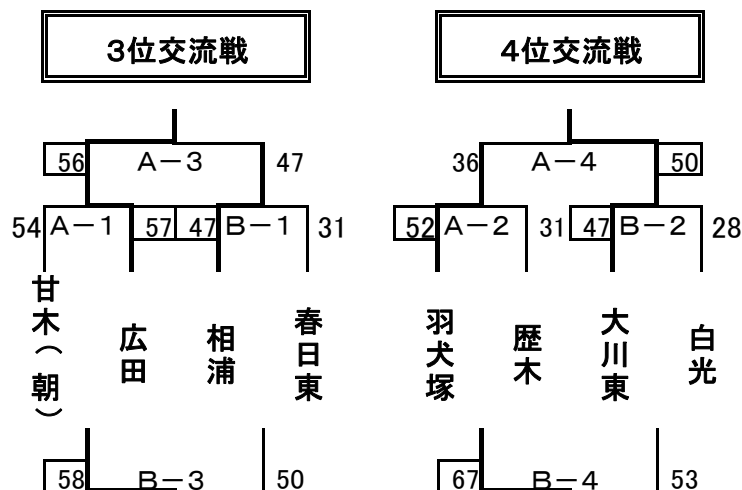 3位交流戦 4位交流戦
56 A-3 47 36 A-4 50
54 A-1 57 47 B-1 31 52 A-2 31 47 B-2 28
甘木(朝) 広田 相浦 春日東 羽犬塚 歴木 大川東 白光
58 B-3 50 67 B-4 53